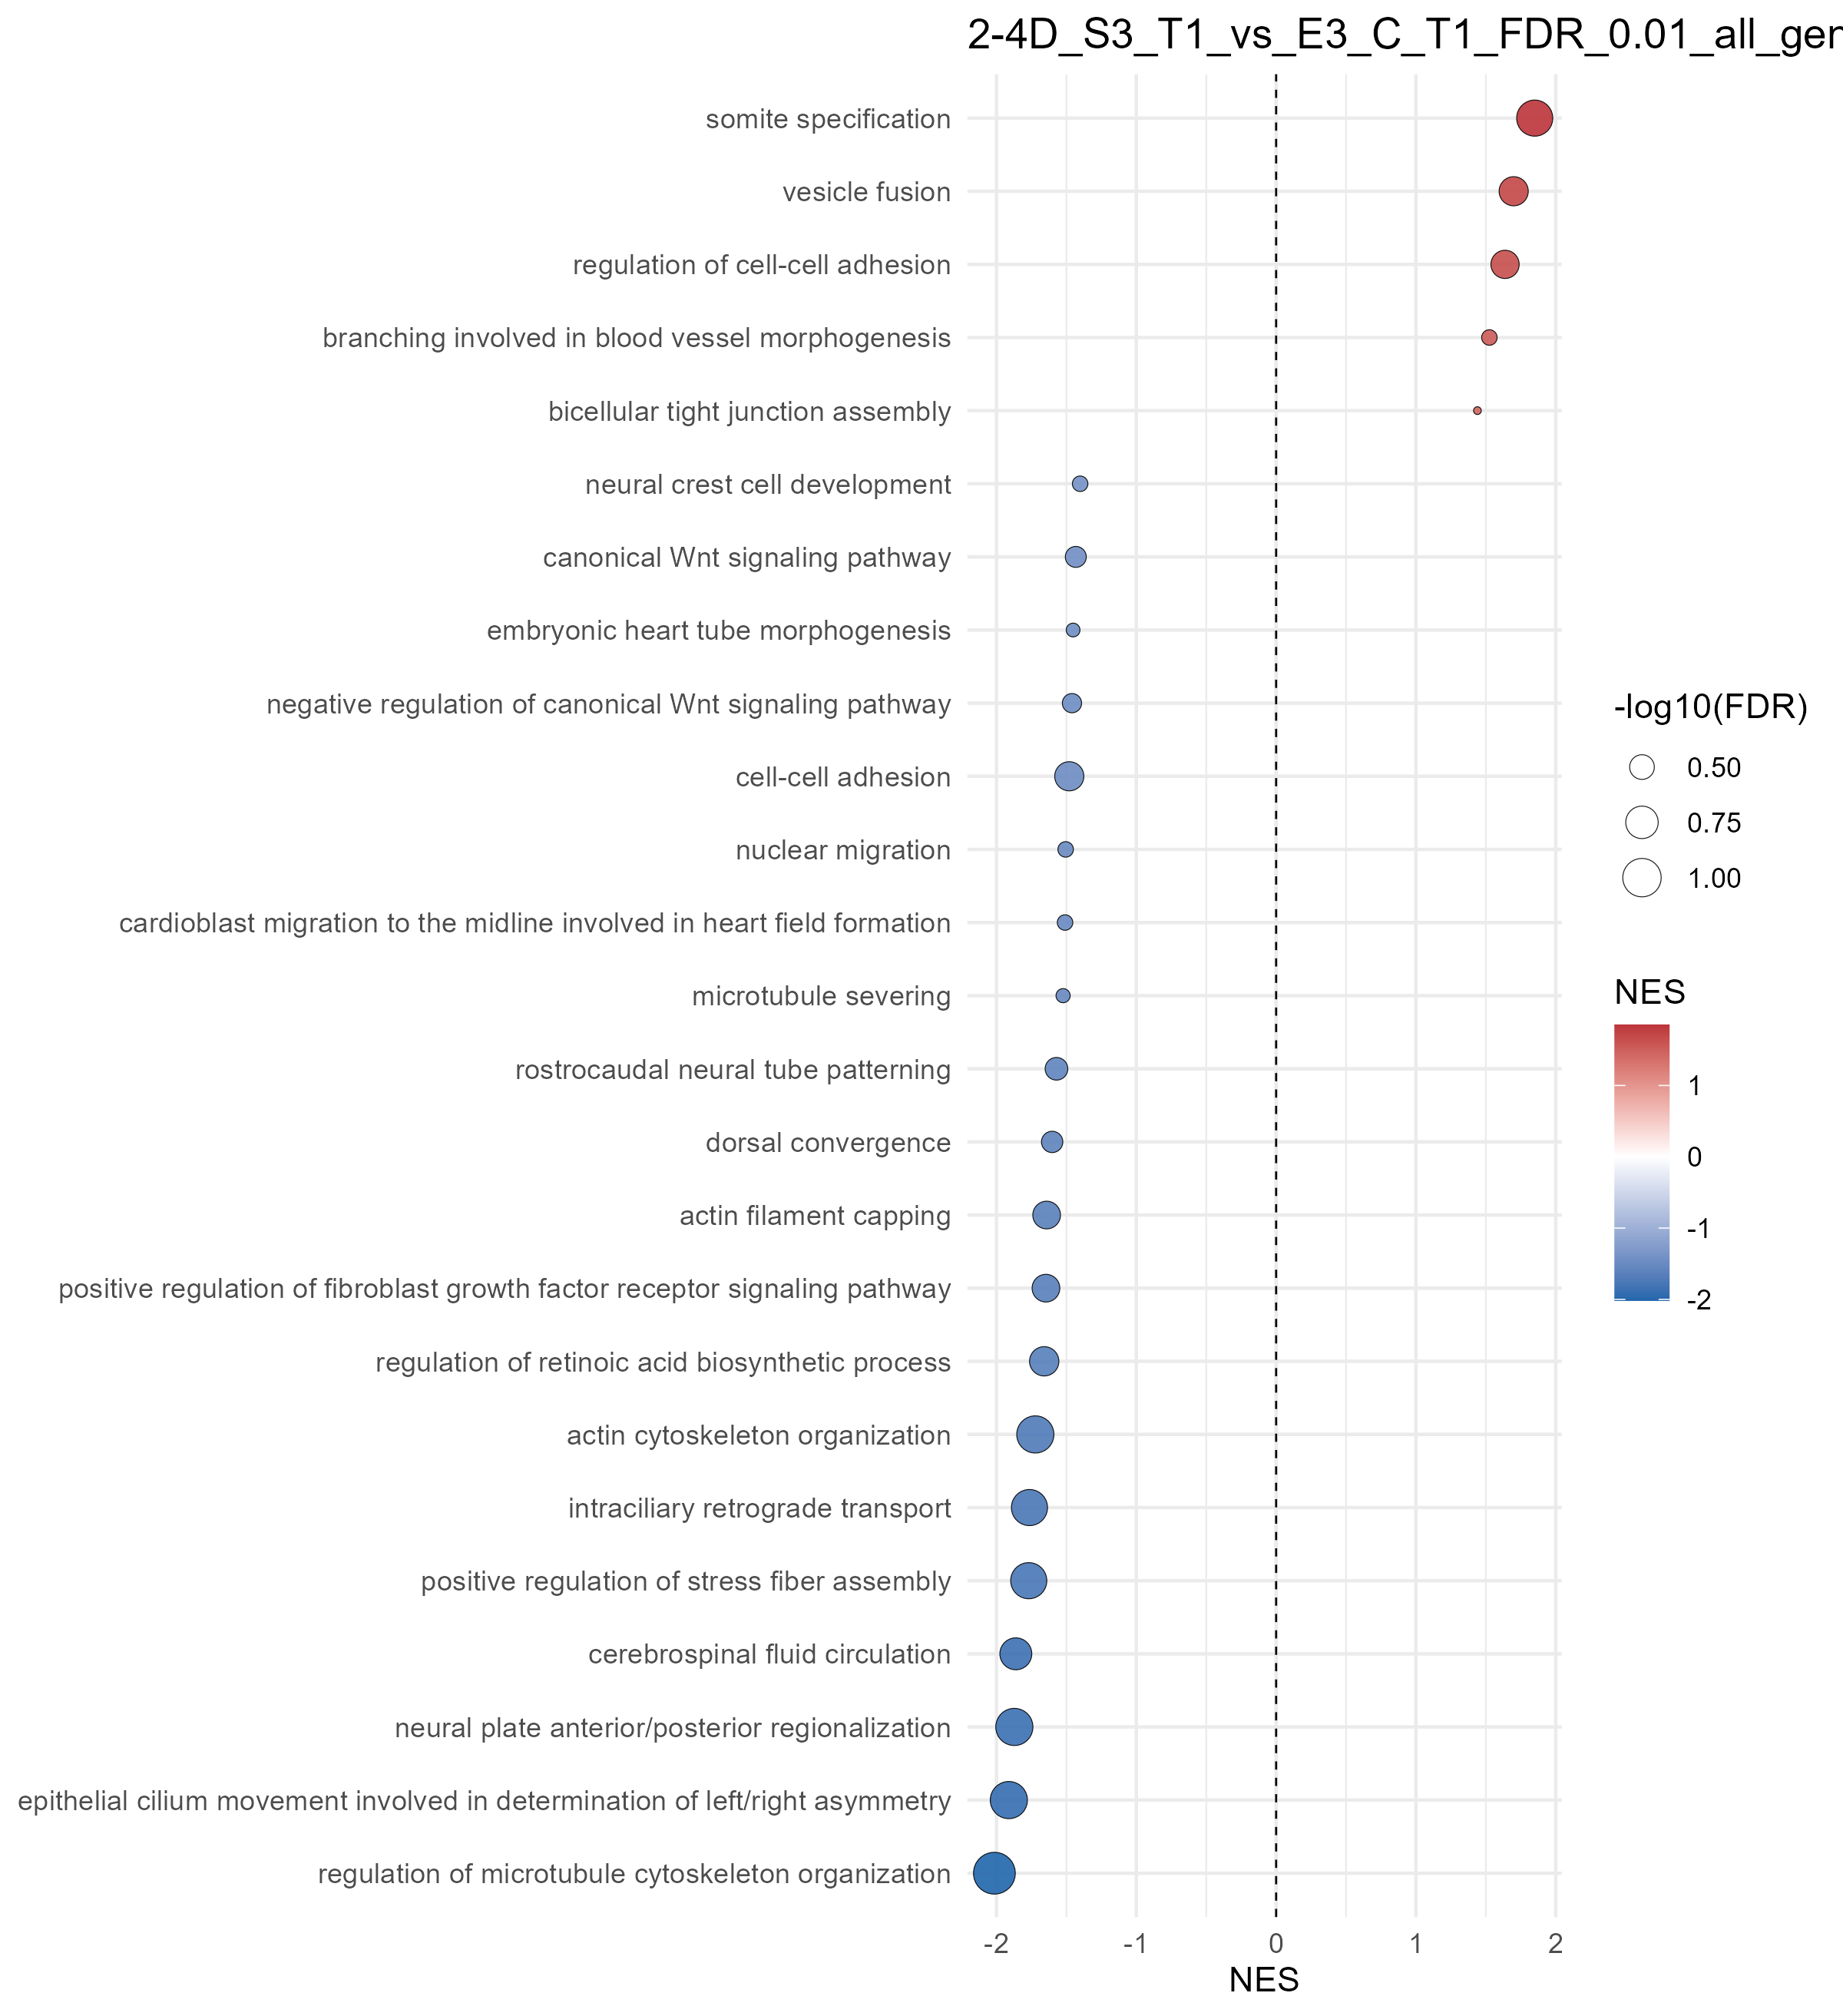 2-4D_S3_T1_vs_E3_C_T1_FDR_0.01_all_gen
somite specification
vesicle fusion
regulation of cell-cell adhesion
branching involved in blood vessel morphogenesis
bicellular tight junction assembly
neural crest cell development
canonical Wnt signaling pathway
embryonic heart tube morphogenesis
negative regulation of canonical Wnt signaling pathway
cell-cell adhesion
nuclear migration
cardioblast migration to the midline involved in heart field formation
microtubule severing
rostrocaudal neural tube patterning
dorsal convergence
actin filament capping
positive regulation of fibroblast growth factor receptor signaling pathway
regulation of retinoic acid biosynthetic process
actin cytoskeleton organization
intraciliary retrograde transport
positive regulation of stress fiber assembly
cerebrospinal fluid circulation
neural plate anterior/posterior regionalization
epithelial cilium movement involved in determination of left/right asymmetry
regulation of microtubule cytoskeleton organization
-2 -1 0 1 2
NES
-log10(FDR)
0.50
0.75
1.00
NES
1
0
-1
-2